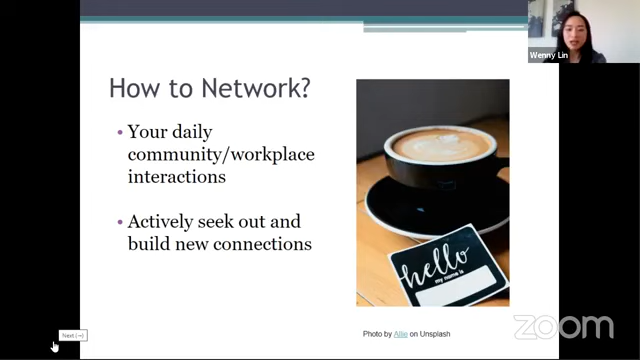 Wenny Lin
How to Network?
• Your daily
community/workplace
interactions
• Actively seek out and
build new connections
hello
my name is
Photo by Allie on Unsplash
zoom
Next (→)